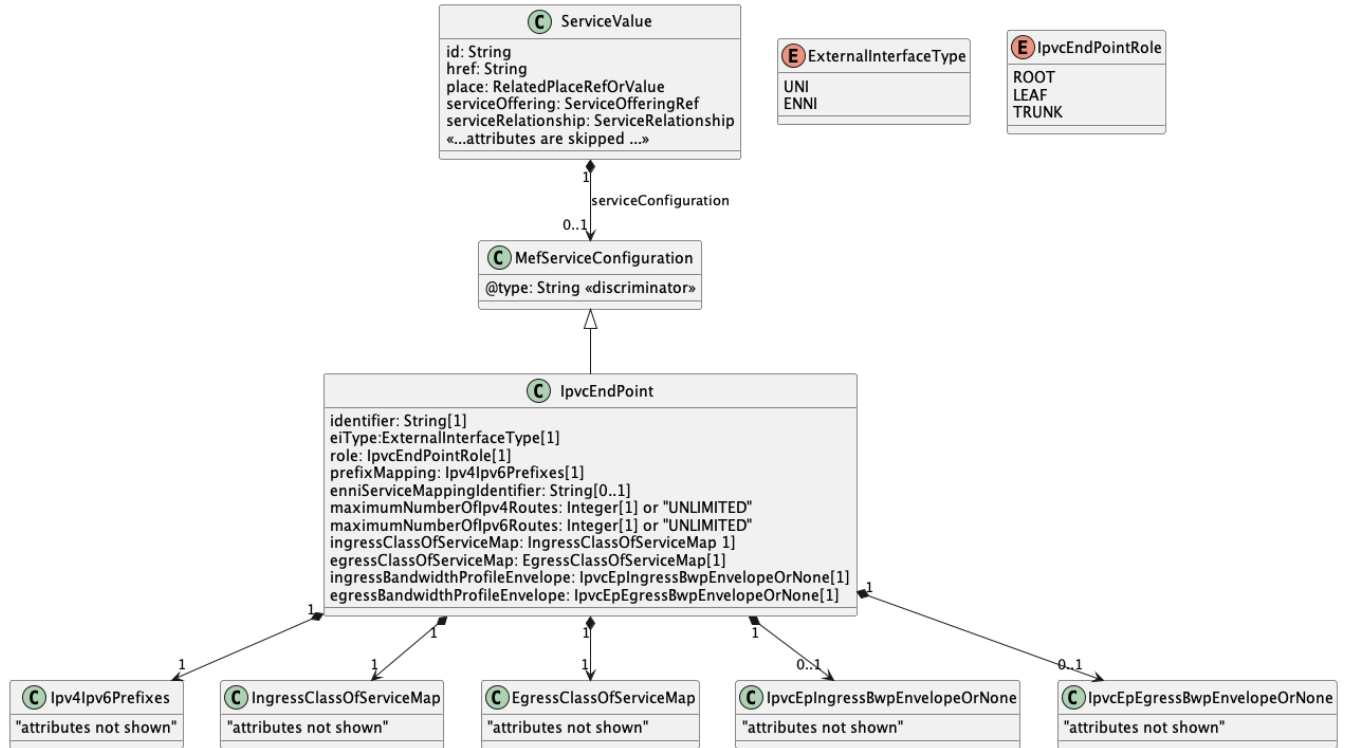 C ServiceValue
id: String
href: String
place: RelatedPlaceRefOrValue
serviceOffering: ServiceOfferingRef
serviceRelationship: ServiceRelationship
«...attributes are skipped ...»
E ExternalInterfaceType
UNI
ENNI
E IpvcEndPointRole
ROOT
LEAF
TRUNK
1
serviceConfiguration
0..1
C MefServiceConfiguration
@type: String «discriminator»
C IpvcEndPoint
identifier: String[1]
eiType:ExternalInterfaceType[1]
role: IpvcEndPointRole[1]
prefixMapping: Ipv4Ipv6Prefixes[1]
enniServiceMappingIdentifier: String[0..1]
maximumNumberOfIpv4Routes: Integer[1] or "UNLIMITED"
maximumNumberOfIpv6Routes: Integer[1] or "UNLIMITED"
ingressClassOfServiceMap: IngressClassOfServiceMap 1]
egressClassOfServiceMap: EgressClassOfServiceMap[1]
ingressBandwidthProfileEnvelope: IpvcEpIngressBwpEnvelopeOrNone[1]
egressBandwidthProfileEnvelope: IpvcEpEgressBwpEnvelopeOrNone[1]
1 1 1 1 1
1 1 1 0..1 0..1
C Ipv4Ipv6Prefixes
"attributes not shown"
C IngressClassOfServiceMap
"attributes not shown"
C EgressClassOfServiceMap
"attributes not shown"
C IpvcEpIngressBwpEnvelopeOrNone
"attributes not shown"
C IpvcEpEgressBwpEnvelopeOrNone
"attributes not shown"